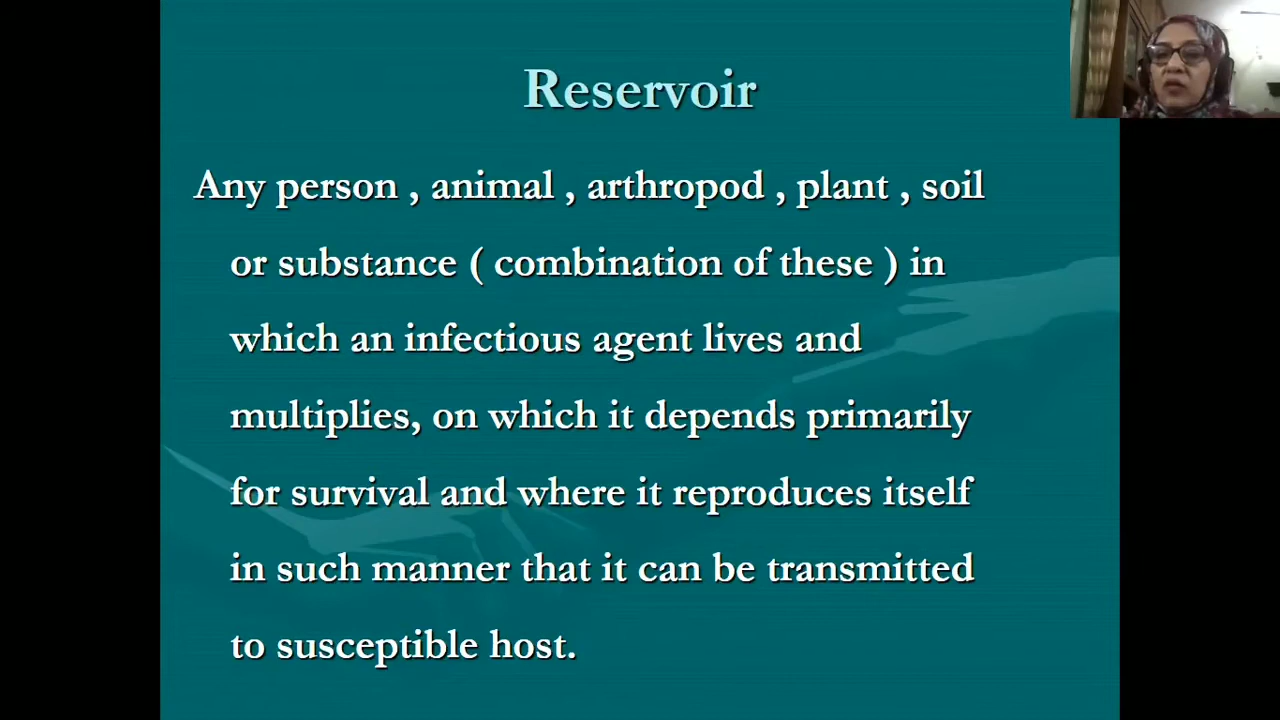 Reservoir
Any person , animal , arthropod , plant , soil
or substance ( combination of these ) in
which an infectious agent lives and
multiplies, on which it depends primarily
for survival and where it reproduces itself
in such manner that it can be transmitted
to susceptible host.